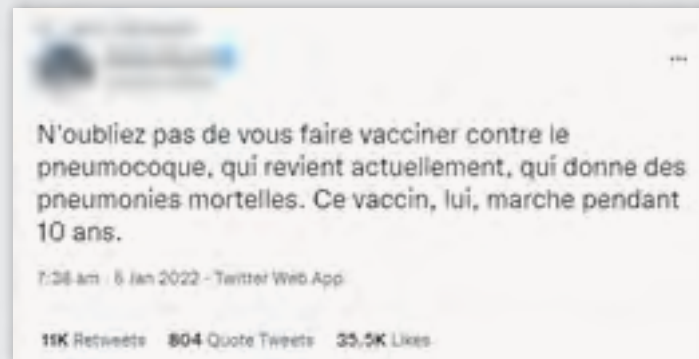 N'oubliez pas de vous faire vacciner contre le
pneumocoque, qui revient actuellement, qui donne des
pneumonies mortelles. Ce vaccin, lui, marche pendant
10 ans.
7:38 am · 6 Jan 2022 · Twitter Web App
11K Retweets 804 Quote Tweets 35.5K Likes